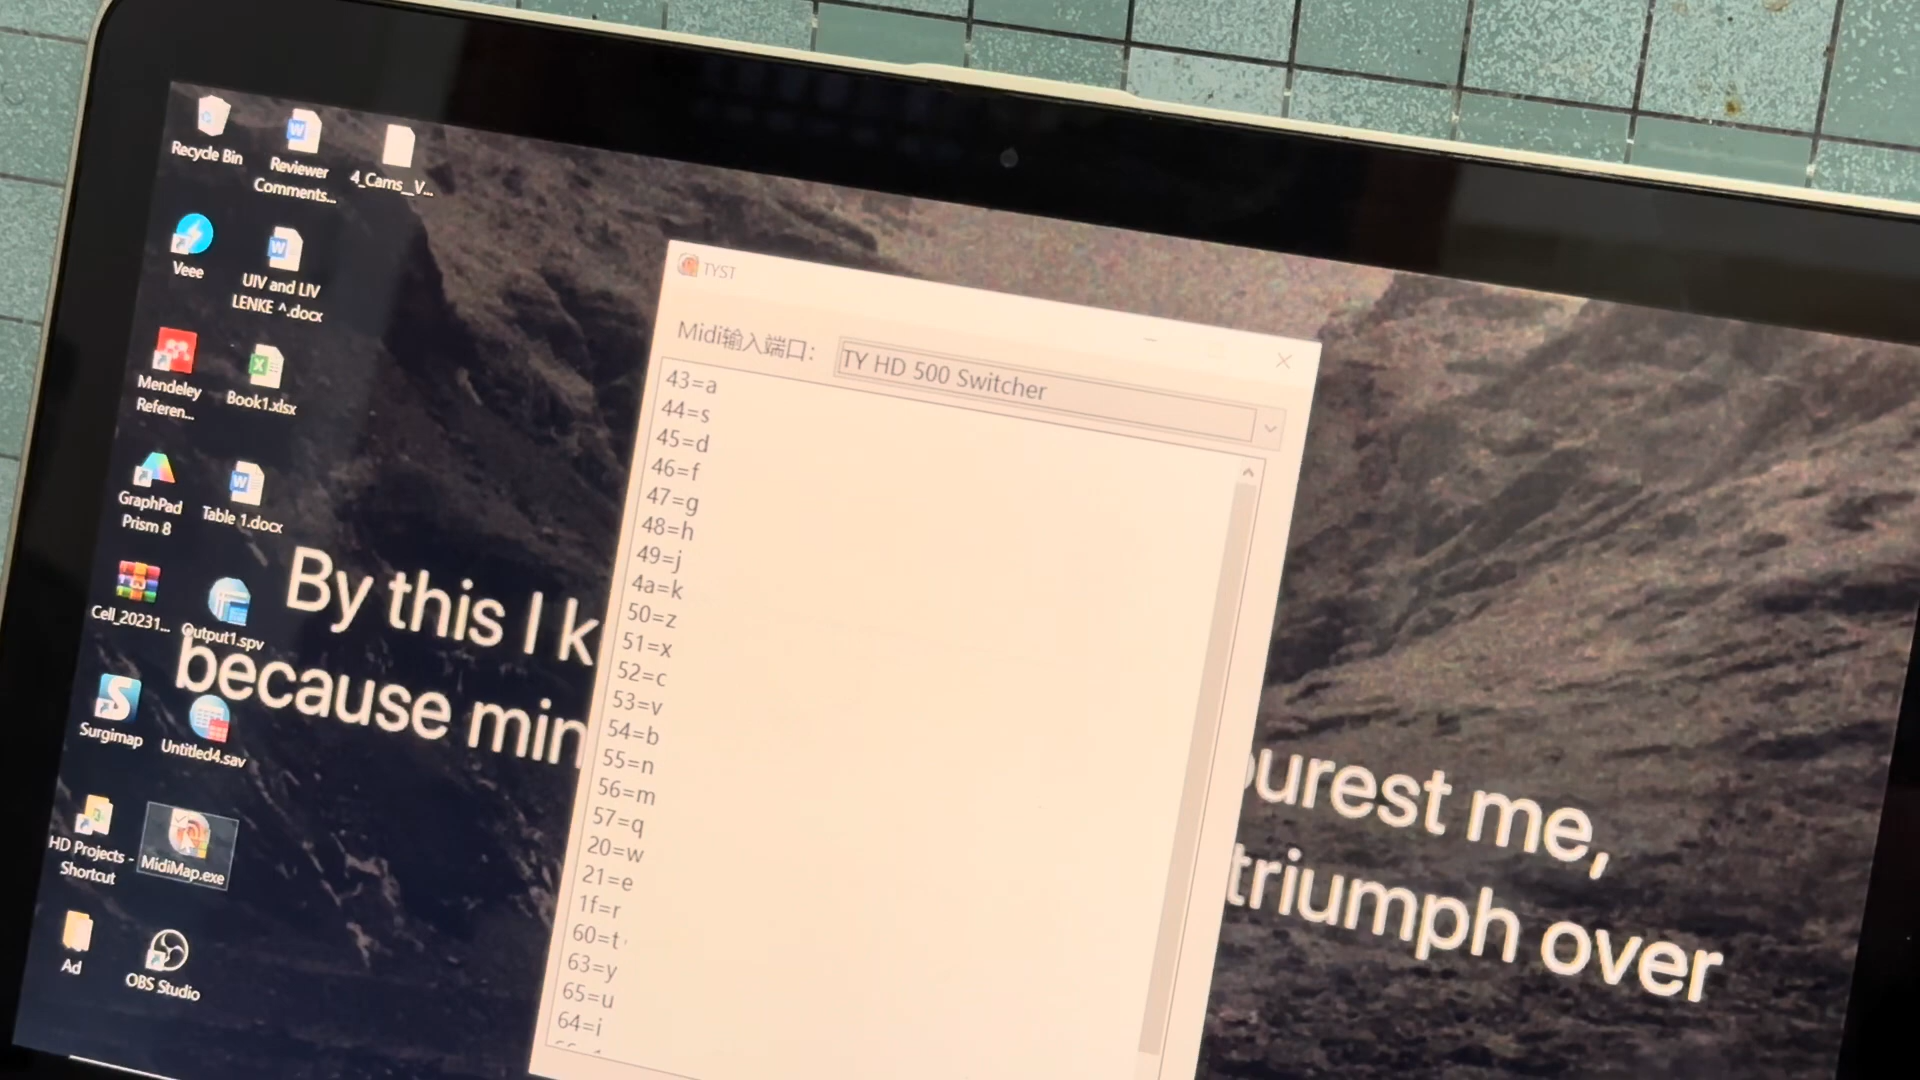 Recycle Bin
Reviewer
Comments...
4_Cams__V...
Veee
UIV and LIV
LENKE ^.docx
Mendeley
Referen...
Book1.xlsx
GraphPad
Prism 8
Table 1.docx
Cell_20231...
Output1.spv
Surgimap
Untitled4.sav
HD Projects -
Shortcut
MidiMap.exe
Ad
OBS Studio
By this I k
because min
ourest me,
triumph over
TYST
Midi输入端口：
TY HD 500 Switcher
43=a
44=s
45=d
46=f
47=g
48=h
49=j
4a=k
50=z
51=x
52=c
53=v
54=b
55=n
56=m
57=q
20=w
21=e
1f=r
60=t
63=y
65=u
64=i